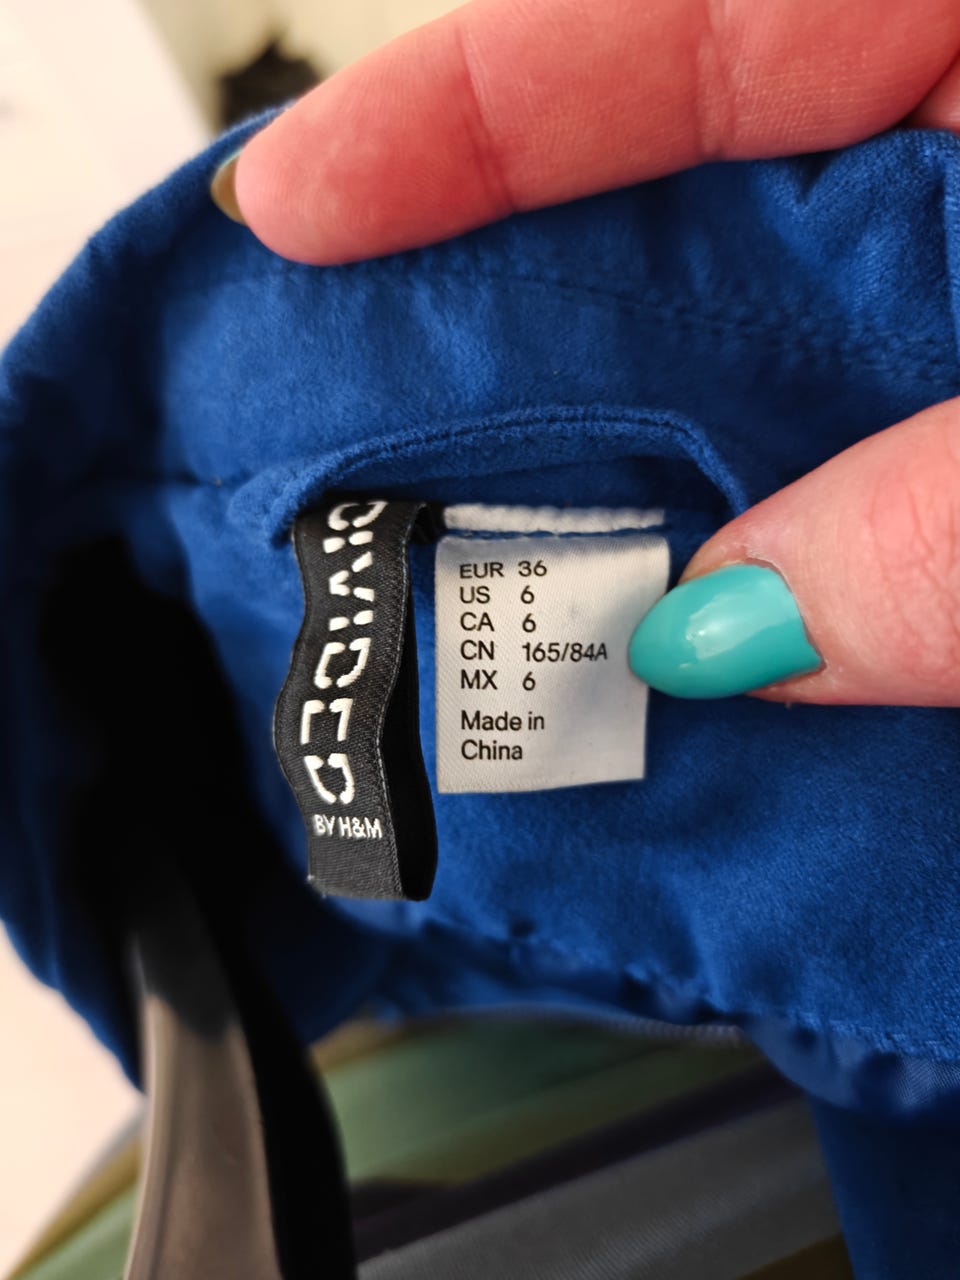 DIVIDED
BY H&M
EUR 36
US 6
CA 6
CN 165/84A
MX 6
Made in
China